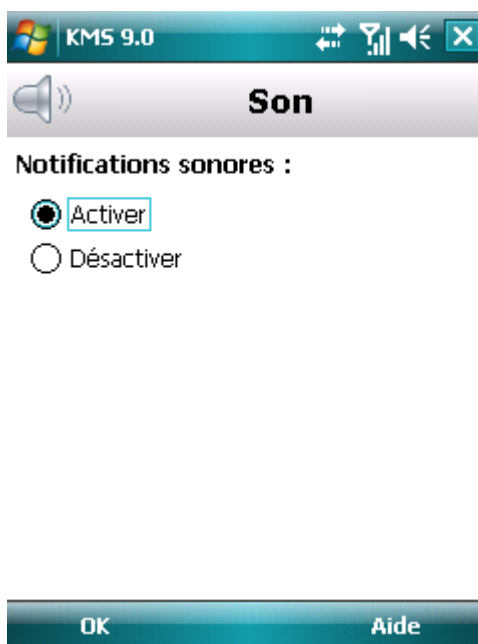 KMS 9.0
Son
Notifications sonores :
Activer
Désactiver
OK Aide